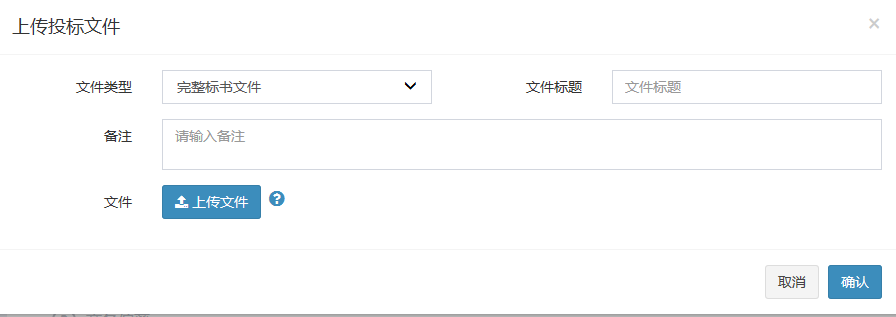 上传投标文件 ×
文件类型 完整标书文件 文件标题 文件标题
备注 请输入备注
文件 上传文件 ?
取消 确认